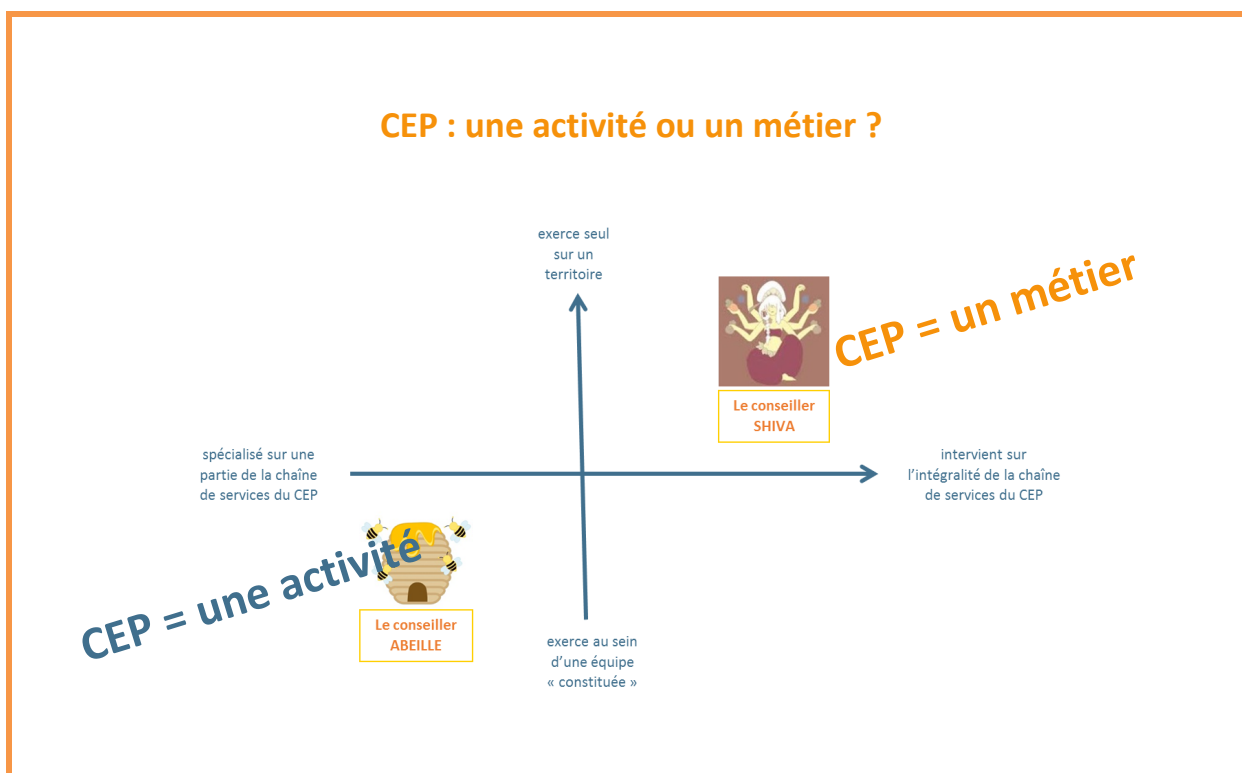 CEP : une activité ou un métier ?
exerce seul
sur un
territoire
CEP = un métier
Le conseiller
SHIVA
spécialisé sur une
partie de la chaîne
de services du CEP
intervient sur
l’intégralité de la chaîne
de services du CEP
CEP = une activité
Le conseiller
ABEILLE
exerce au sein
d’une équipe
« constituée »